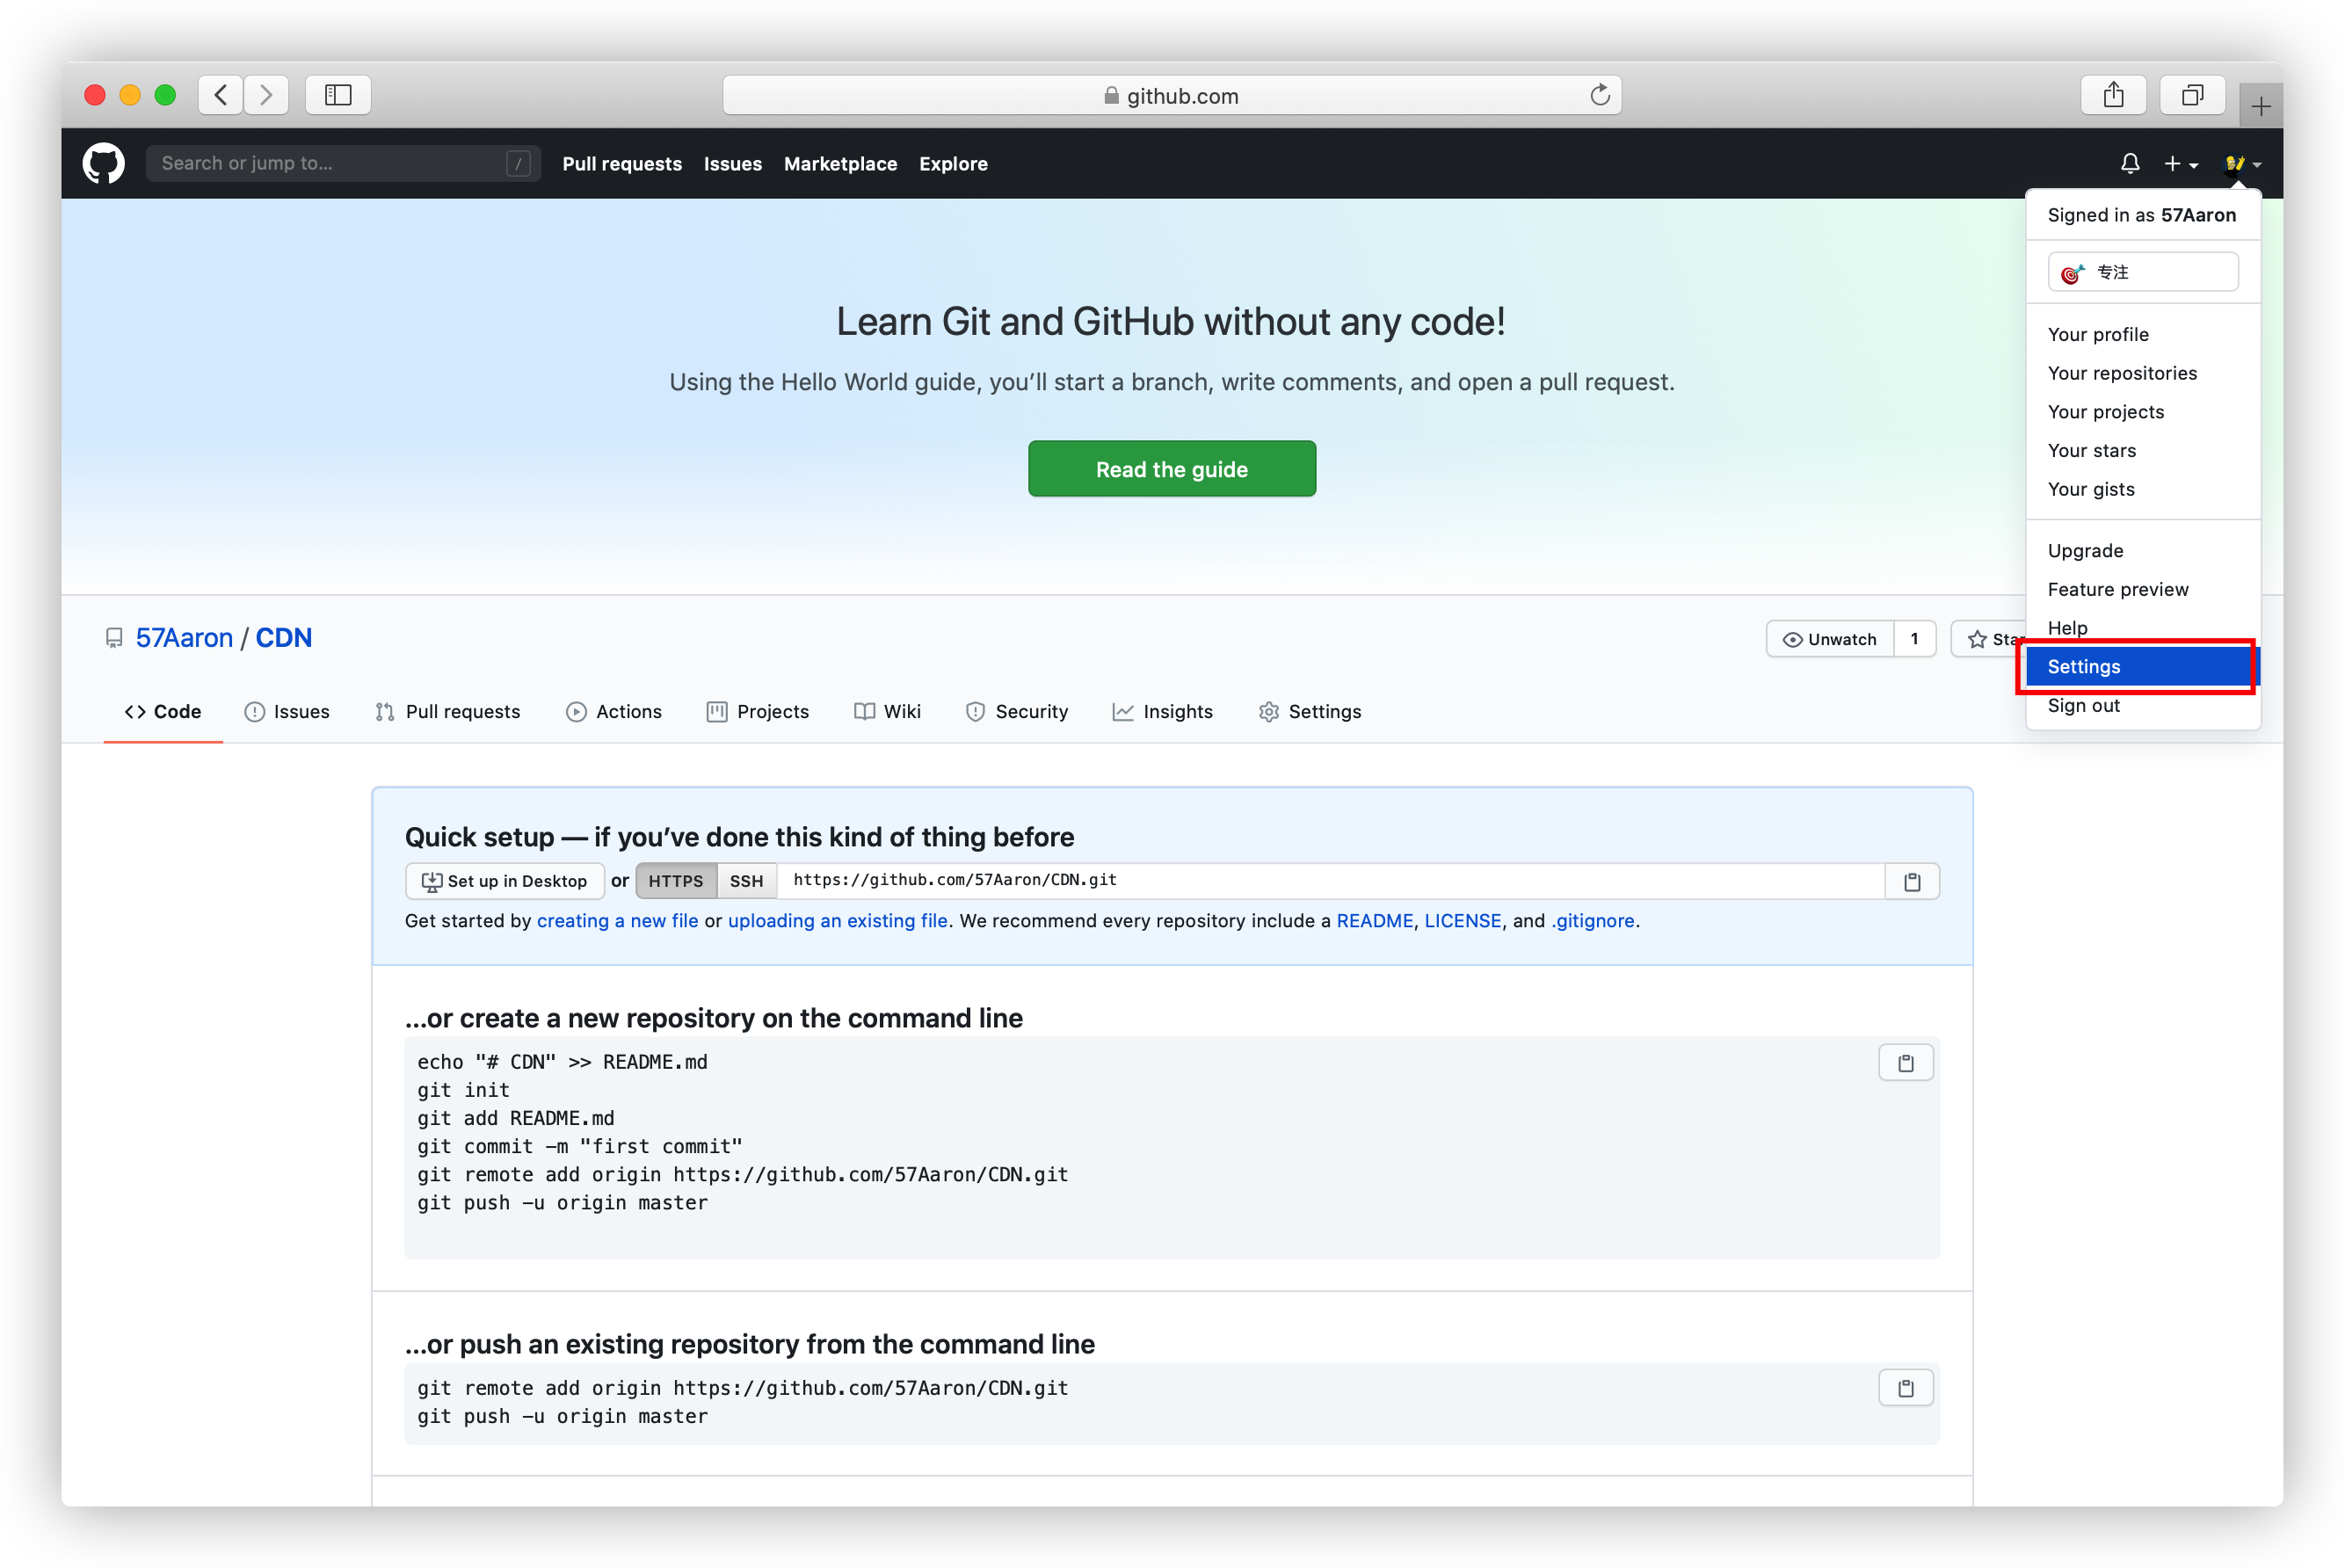 github.com
Search or jump to... /
Pull requests Issues Marketplace Explore
Signed in as 57Aaron
专注
Your profile
Your repositories
Your projects
Your stars
Your gists
Upgrade
Feature preview
Help
Settings
Sign out
Learn Git and GitHub without any code!
Using the Hello World guide, you’ll start a branch, write comments, and open a pull request.
Read the guide
57Aaron / CDN
Unwatch 1 Star
Code Issues Pull requests Actions Projects Wiki Security Insights Settings
Quick setup — if you’ve done this kind of thing before
Set up in Desktop or HTTPS SSH https://github.com/57Aaron/CDN.git
Get started by creating a new file or uploading an existing file. We recommend every repository include a README, LICENSE, and .gitignore.
…or create a new repository on the command line
echo "# CDN" >> README.md
git init
git add README.md
git commit -m "first commit"
git remote add origin https://github.com/57Aaron/CDN.git
git push -u origin master
…or push an existing repository from the command line
git remote add origin https://github.com/57Aaron/CDN.git
git push -u origin master